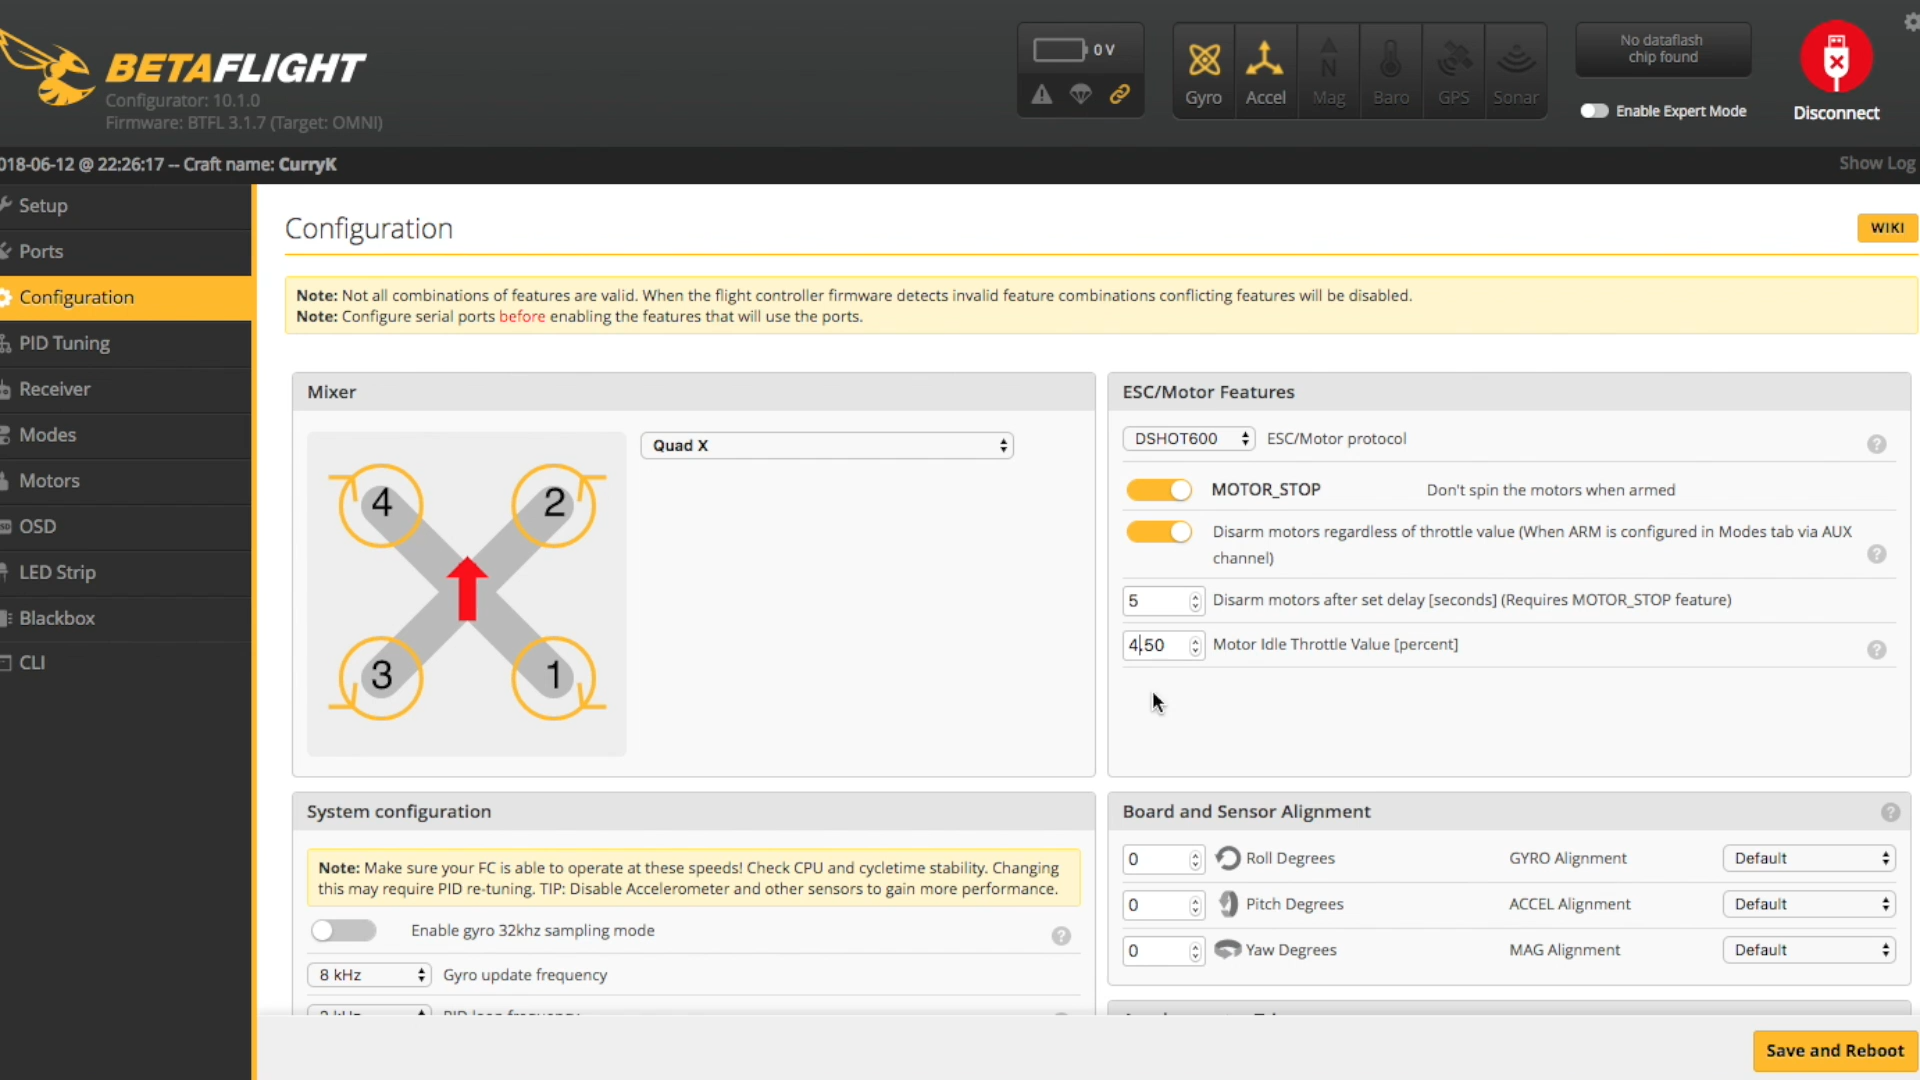 BETAFLIGHT
Configurator: 10.1.0
Firmware: BTFL 3.1.7 (Target: OMNI)
0 V
Gyro
Accel
Mag
Baro
GPS
Sonar
No dataflash
chip found
Enable Expert Mode
Disconnect
018-06-12 @ 22:26:17 -- Craft name: CurryK
Show Log
Setup
Ports
Configuration
PID Tuning
Receiver
Modes
Motors
OSD
LED Strip
Blackbox
CLI
Configuration
WIKI
Note: Not all combinations of features are valid. When the flight controller firmware detects invalid feature combinations conflicting features will be disabled.
Note: Configure serial ports before enabling the features that will use the ports.
Mixer
Quad X
4
2
3
1
ESC/Motor Features
DSHOT600 ESC/Motor protocol
MOTOR_STOP Don't spin the motors when armed
Disarm motors regardless of throttle value (When ARM is configured in Modes tab via AUX
channel)
5 Disarm motors after set delay [seconds] (Requires MOTOR_STOP feature)
4.50 Motor Idle Throttle Value [percent]
System configuration
Note: Make sure your FC is able to operate at these speeds! Check CPU and cycletime stability. Changing
this may require PID re-tuning. TIP: Disable Accelerometer and other sensors to gain more performance.
Enable gyro 32khz sampling mode
8 kHz Gyro update frequency
Board and Sensor Alignment
0 Roll Degrees GYRO Alignment Default
0 Pitch Degrees ACCEL Alignment Default
0 Yaw Degrees MAG Alignment Default
Save and Reboot